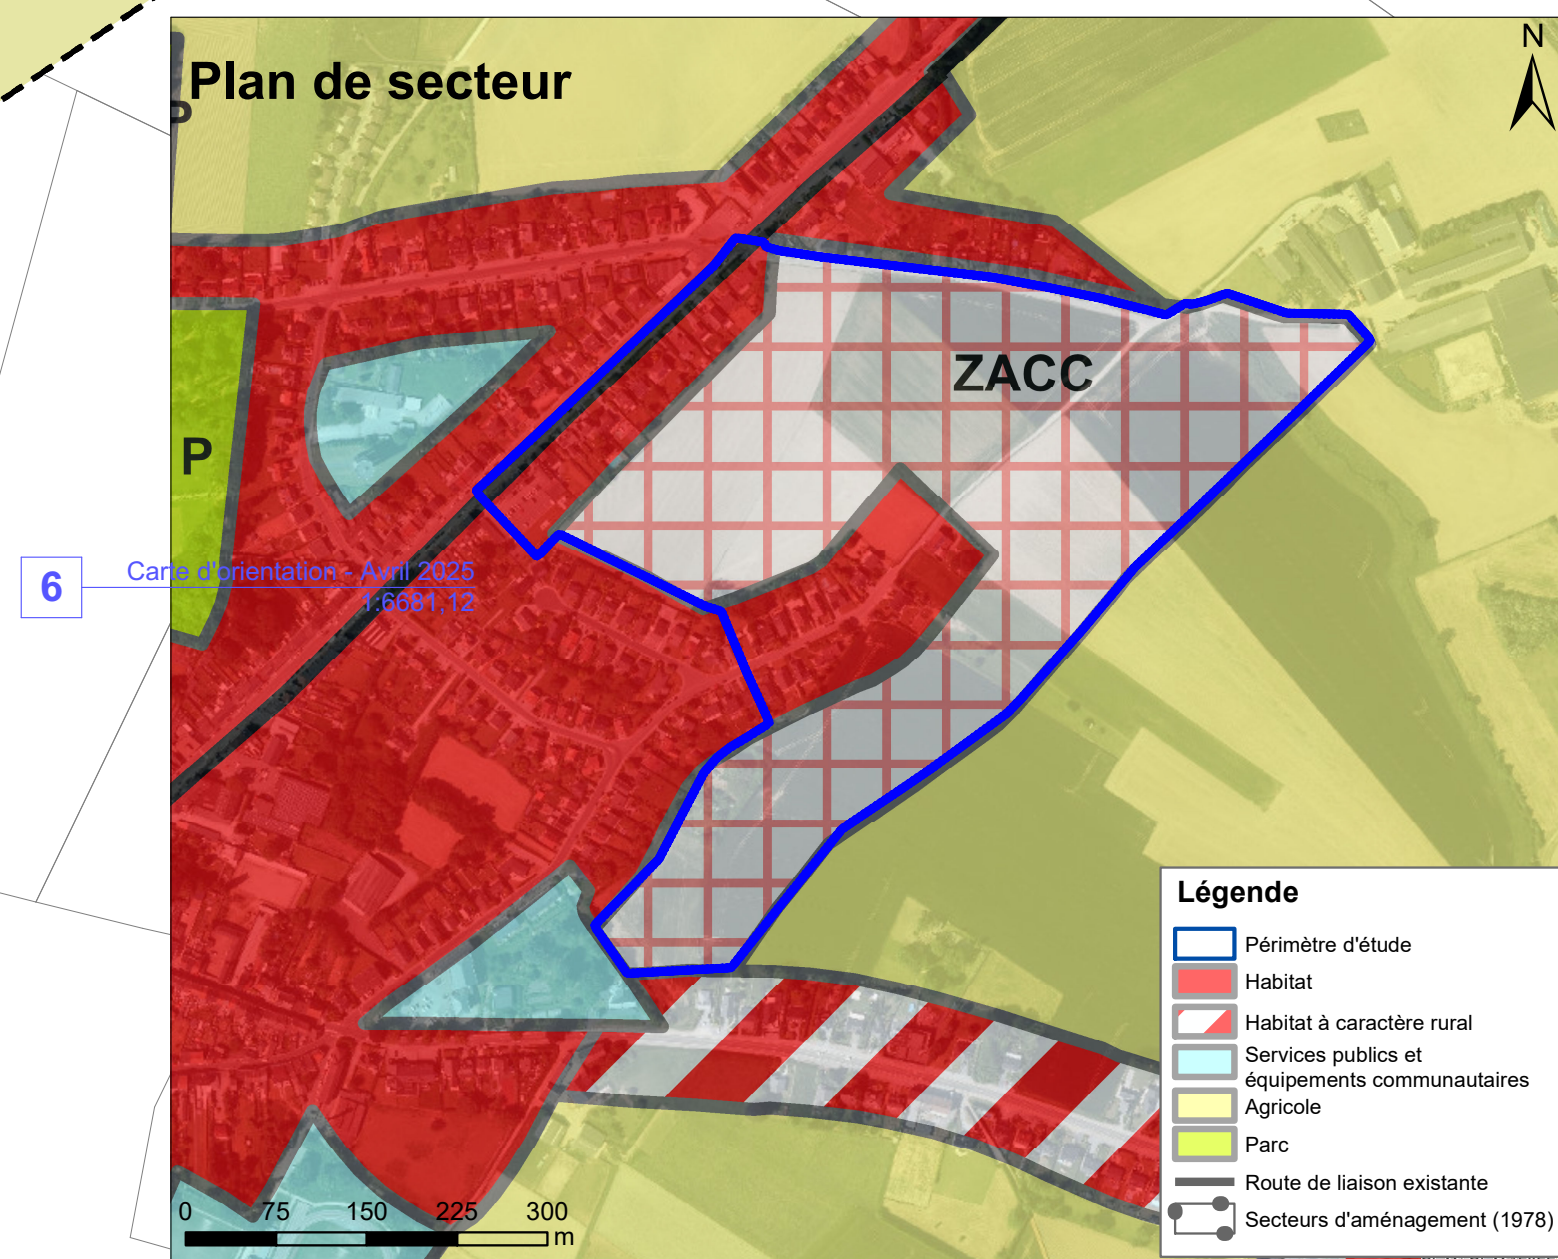 N
Plan de secteur
P
ZACC
P
6
Carte d'orientation - Avril 2025
1:6681,12
Légende
Périmètre d'étude
Habitat
Habitat à caractère rural
Services publics et
équipements communautaires
Agricole
Parc
Route de liaison existante
Secteurs d'aménagement (1978)
0 75 150 225 300
m